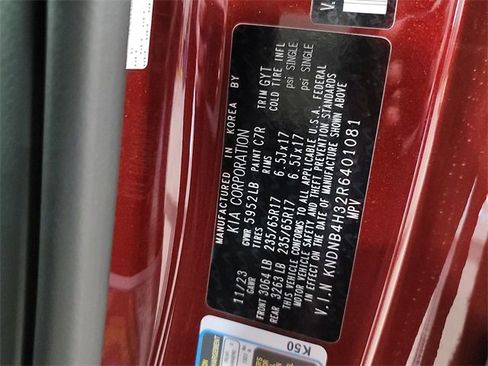 MANUFACTURED IN KOREA BY
KIA CORPORATION
11/23 GVWR 5952LB PAINT C7R TRIM GYT
GAWR TIRES RIMS COLD TIRE INFL
FRONT 3064LB 235/65R17 6.5Jx17 psi SINGLE
REAR 3263LB 235/65R17 6.5Jx17 psi SINGLE
THIS VEHICLE CONFORMS TO ALL APPLICABLE U.S.A. FEDERAL
MOTOR VEHICLE SAFETY AND THEFT PREVENTION STANDARDS
IN EFFECT ON THE DATE OF MANUFACTURE SHOWN ABOVE
V.I.N KNDNB4H32R6401081
MPV
K50
V.